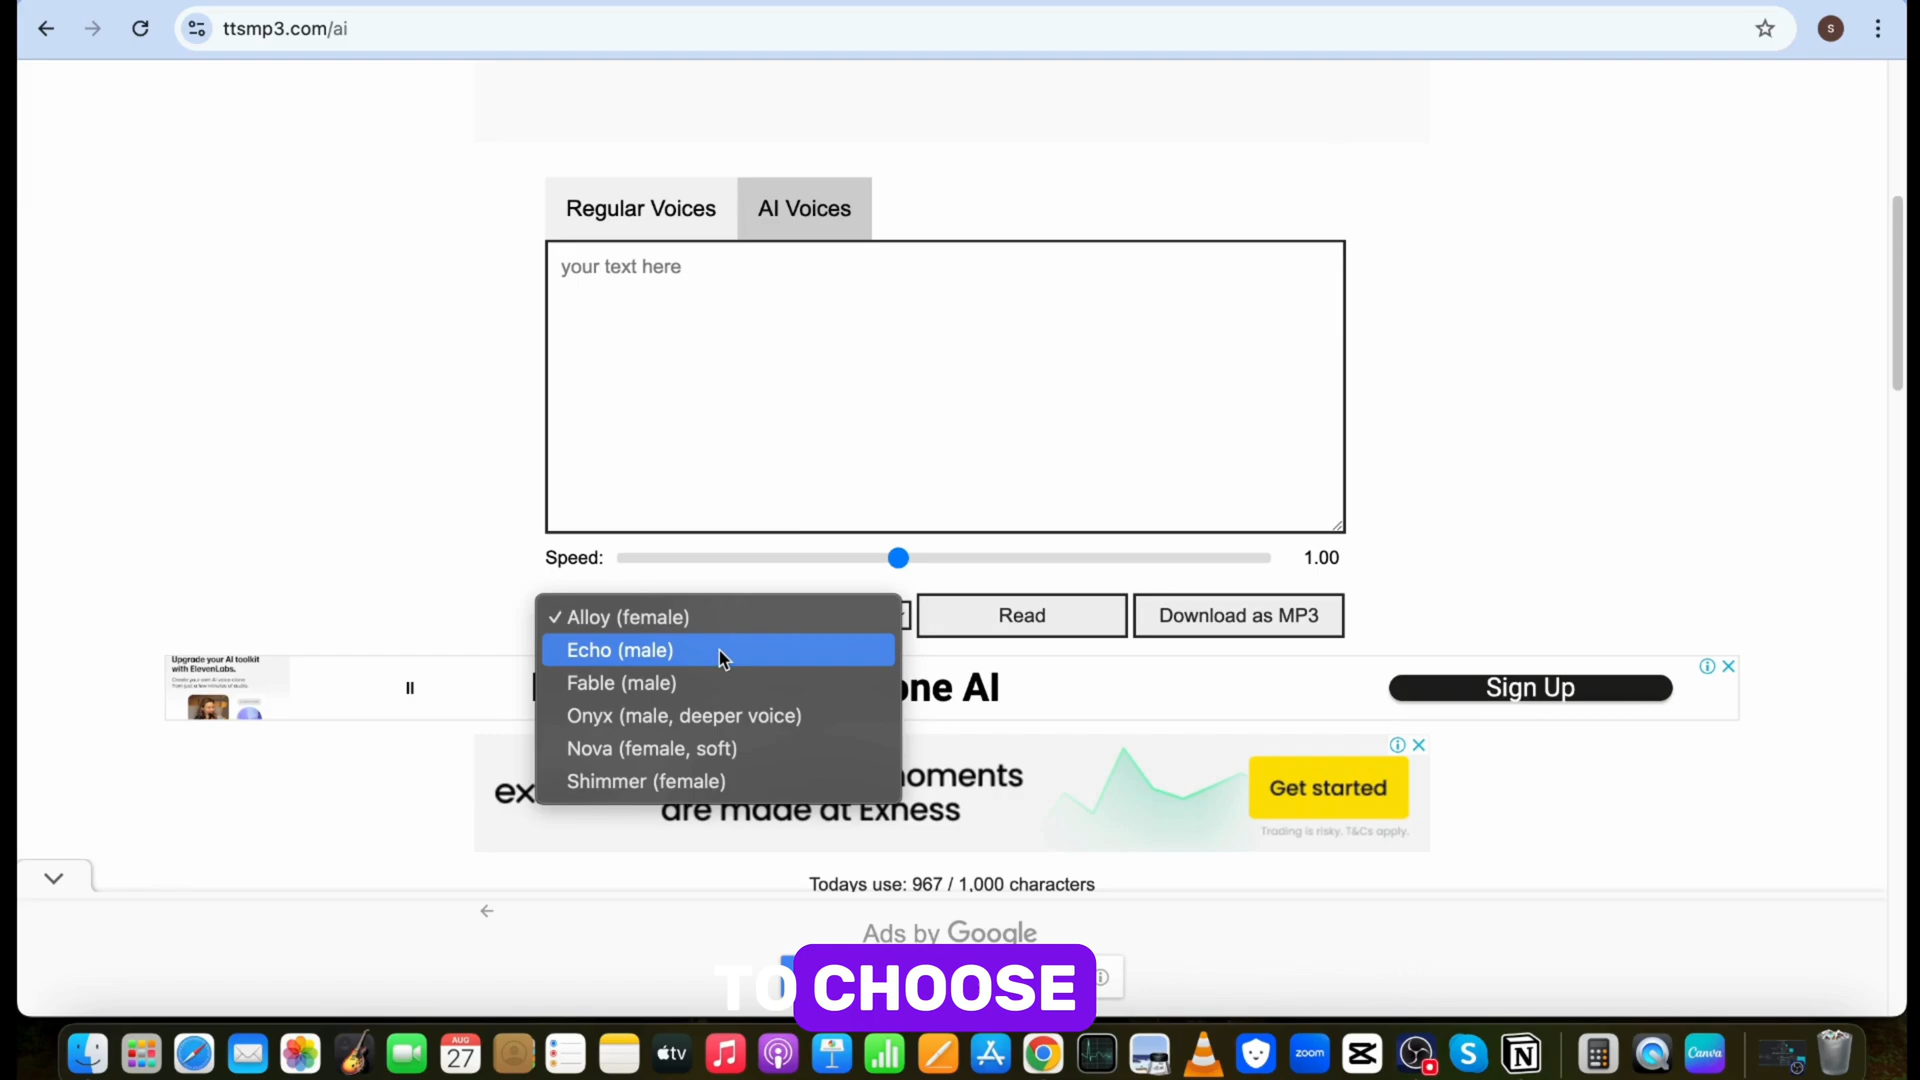 ttsmp3.com/ai
S
Regular Voices
AI Voices
your text here
Speed:
1.00
✓ Alloy (female)
Echo (male)
Fable (male)
Onyx (male, deeper voice)
Nova (female, soft)
Shimmer (female)
Read
Download as MP3
Upgrade your AI toolkit
with ElevenLabs.
one AI
Sign Up
ex
oments
are made at Exness
Get started
Trading is risky. T&Cs apply.
Todays use: 967 / 1,000 characters
Ads by Google
TO CHOOSE
AUG
27
tv
zoom
S
N
Canva